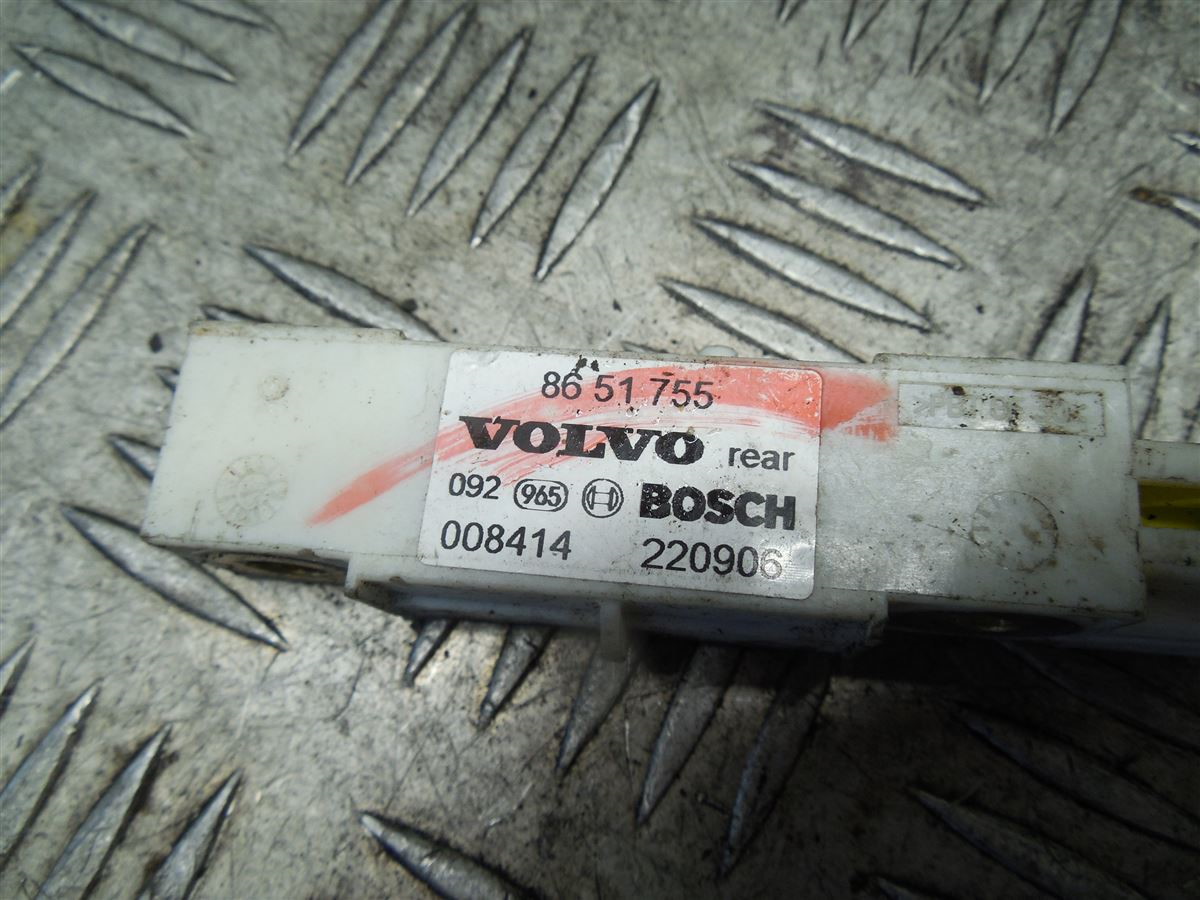 86 51 755
VOLVO rear
092 965 BOSCH
008414 220906